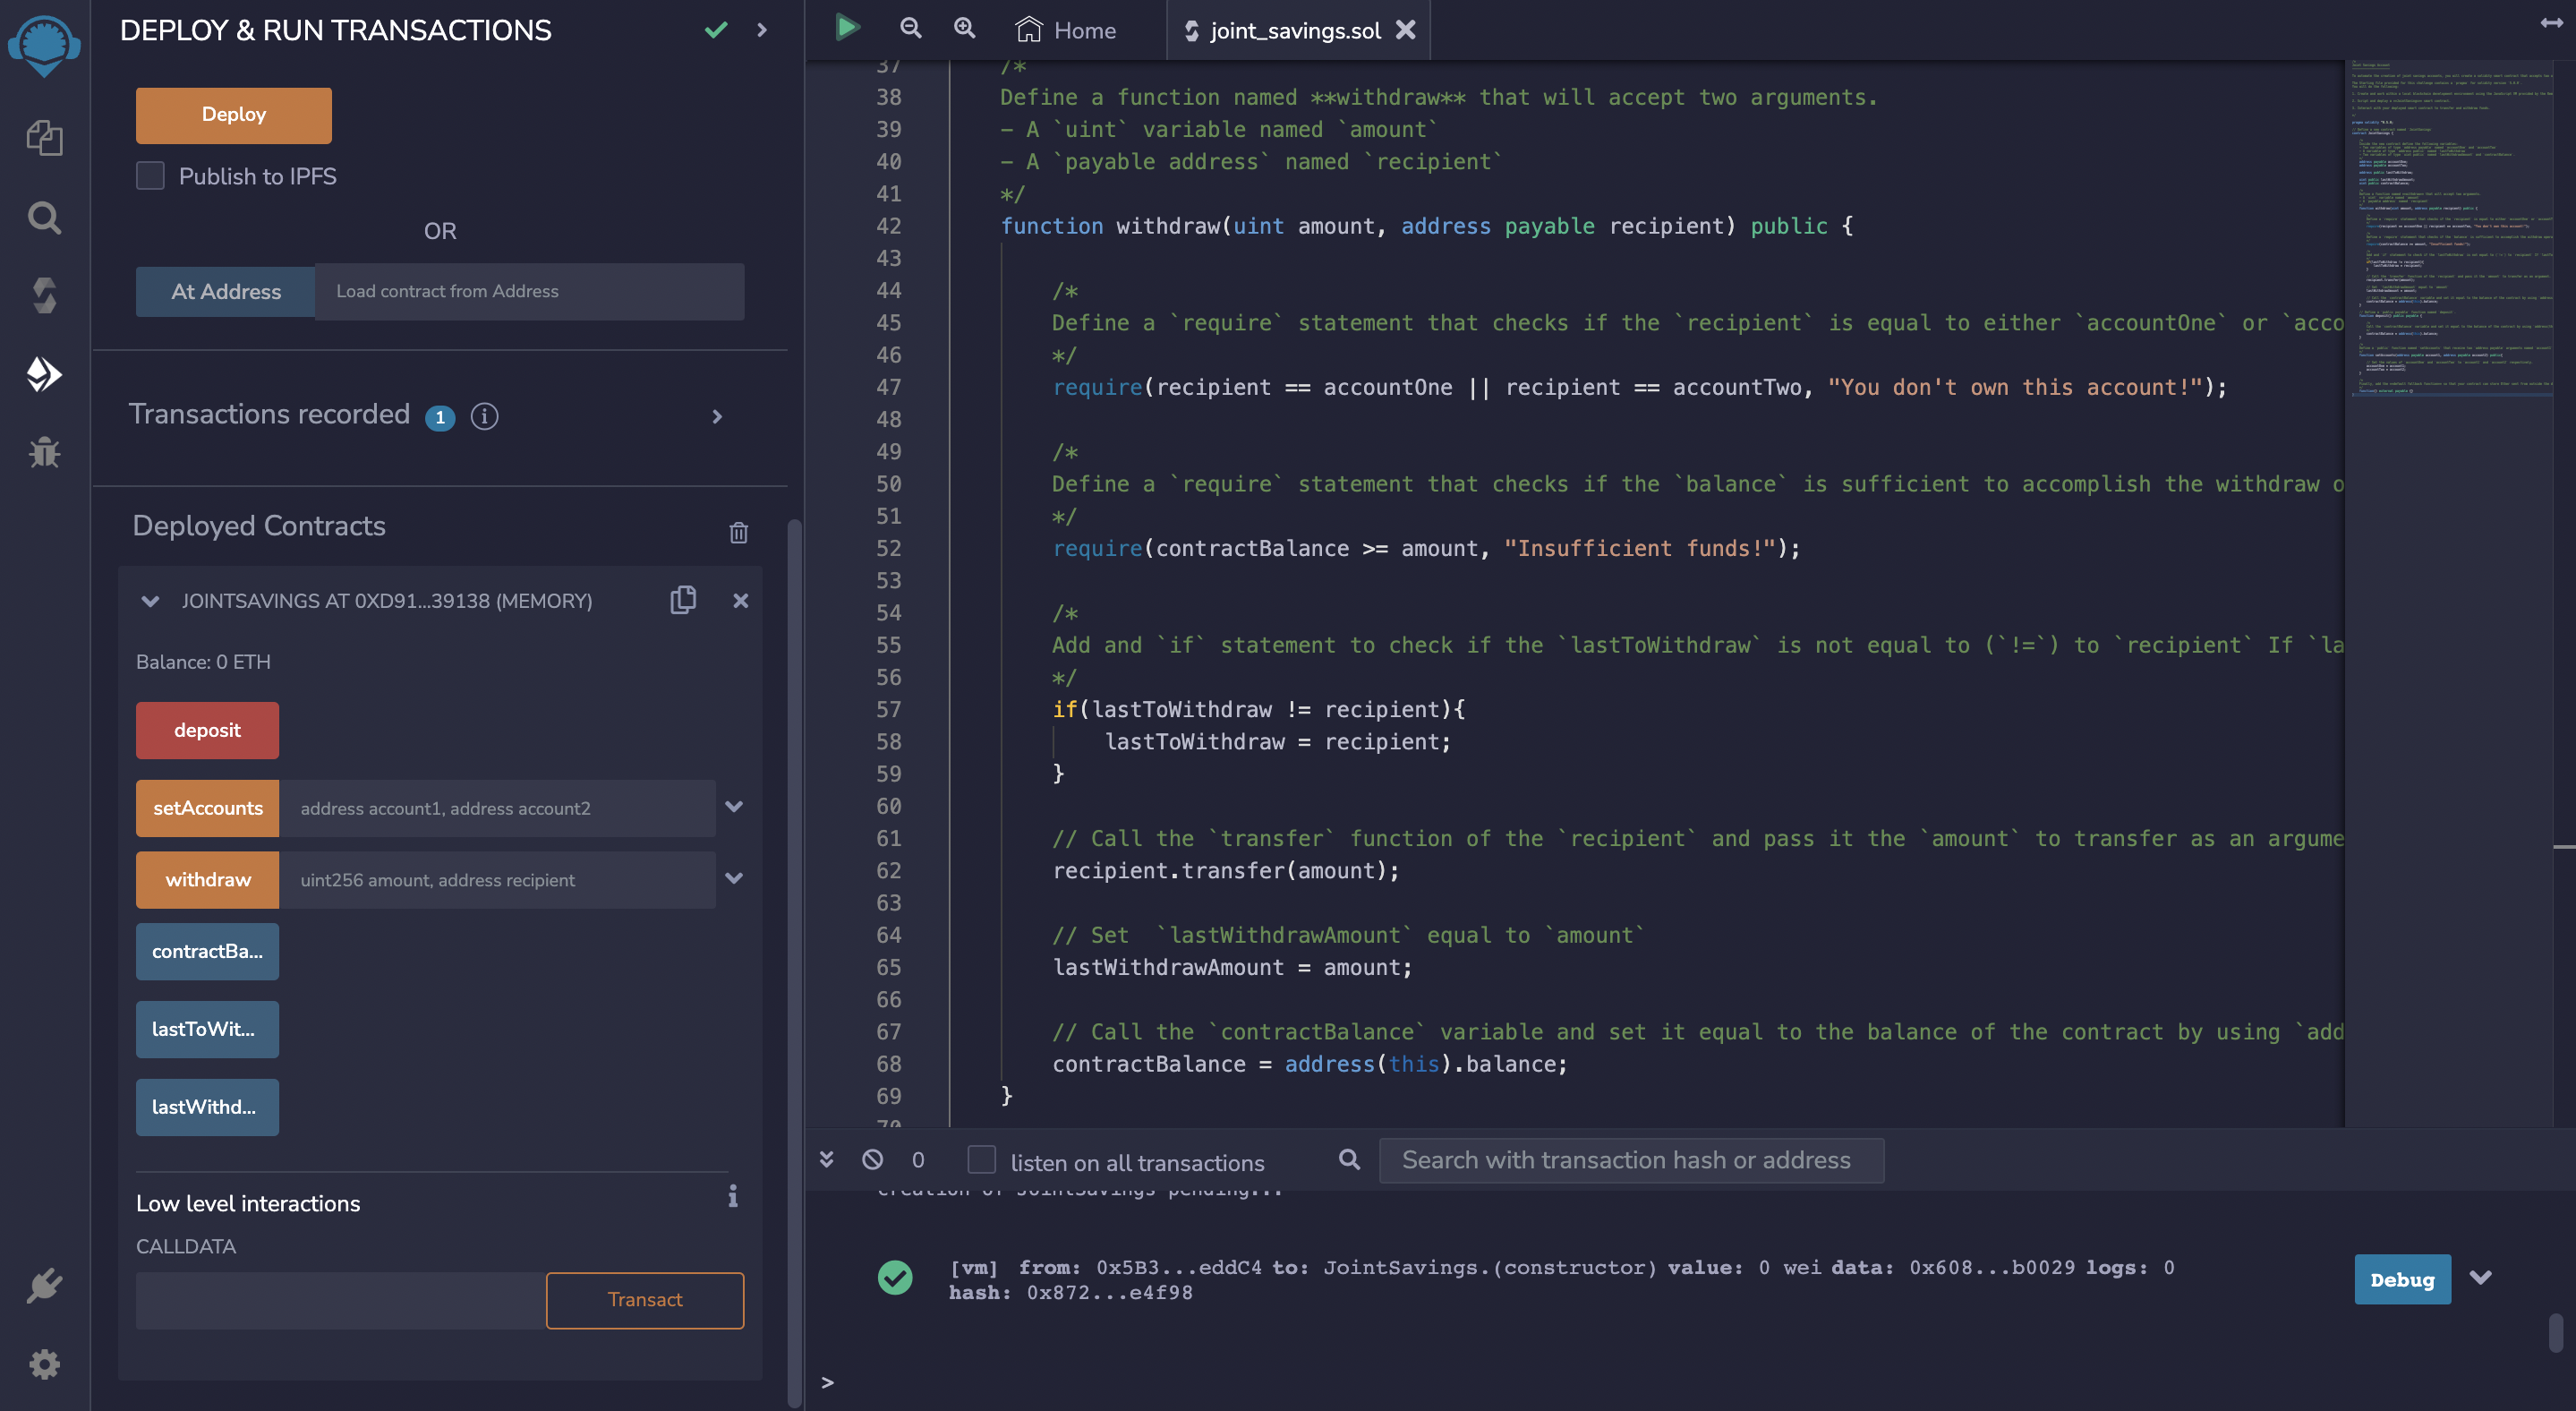 DEPLOY & RUN TRANSACTIONS
Deploy
Publish to IPFS
OR
At Address
Load contract from Address
Transactions recorded 1
Deployed Contracts
JOINTSAVINGS AT 0XD91...39138 (MEMORY)
Balance: 0 ETH
deposit
setAccounts
address account1, address account2
withdraw
uint256 amount, address recipient
contractBa...
lastToWit...
lastWithd...
Low level interactions
CALLDATA
Transact
Home
joint_savings.sol
37 /*
38 Define a function named **withdraw** that will accept two arguments.
39 - A `uint` variable named `amount`
40 - A `payable address` named `recipient`
41 */
42 function withdraw(uint amount, address payable recipient) public {
43
44 /*
45 Define a `require` statement that checks if the `recipient` is equal to either `accountOne` or `acco
46 */
47 require(recipient == accountOne || recipient == accountTwo, "You don't own this account!");
48
49 /*
50 Define a `require` statement that checks if the `balance` is sufficient to accomplish the withdraw o
51 */
52 require(contractBalance >= amount, "Insufficient funds!");
53
54 /*
55 Add and `if` statement to check if the `lastToWithdraw` is not equal to (`!=`) to `recipient` If `la
56 */
57 if(lastToWithdraw != recipient){
58 lastToWithdraw = recipient;
59 }
60
61 // Call the `transfer` function of the `recipient` and pass it the `amount` to transfer as an argume
62 recipient.transfer(amount);
63
64 // Set  `lastWithdrawAmount` equal to `amount`
65 lastWithdrawAmount = amount;
66
67 // Call the `contractBalance` variable and set it equal to the balance of the contract by using `add
68 contractBalance = address(this).balance;
69 }
70
0
listen on all transactions
Search with transaction hash or address
creation of JointSavings pending...
[vm] from: 0x5B3...eddC4 to: JointSavings.(constructor) value: 0 wei data: 0x608...b0029 logs: 0
hash: 0x872...e4f98
Debug
>